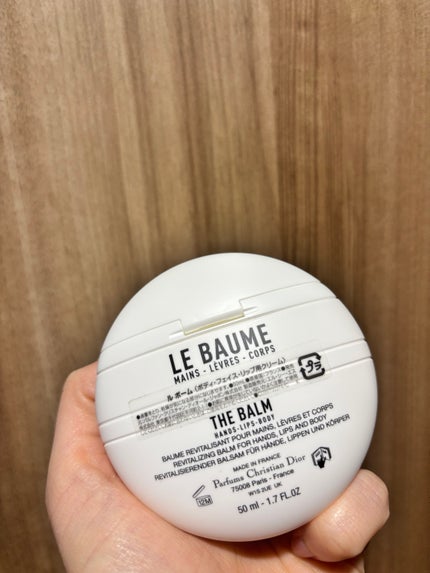 LE BAUME
MAINS - LÈVRES - CORPS
ル ボーム〈ボディ・フェイス・リップ用クリーム〉
プラ
THE BALM
HANDS-LIPS-BODY
BAUME REVITALISANT POUR MAINS, LÈVRES ET CORPS
REVITALIZING BALM FOR HANDS, LIPS AND BODY
REVITALISIERENDER BALSAM FÜR HÄNDE, LIPPEN UND KÖRPER
MADE IN FRANCE
Parfums Christian Dior
75008 Paris - France
W1S 2UE UK
12M
50 ml - 1.7 FL.OZ